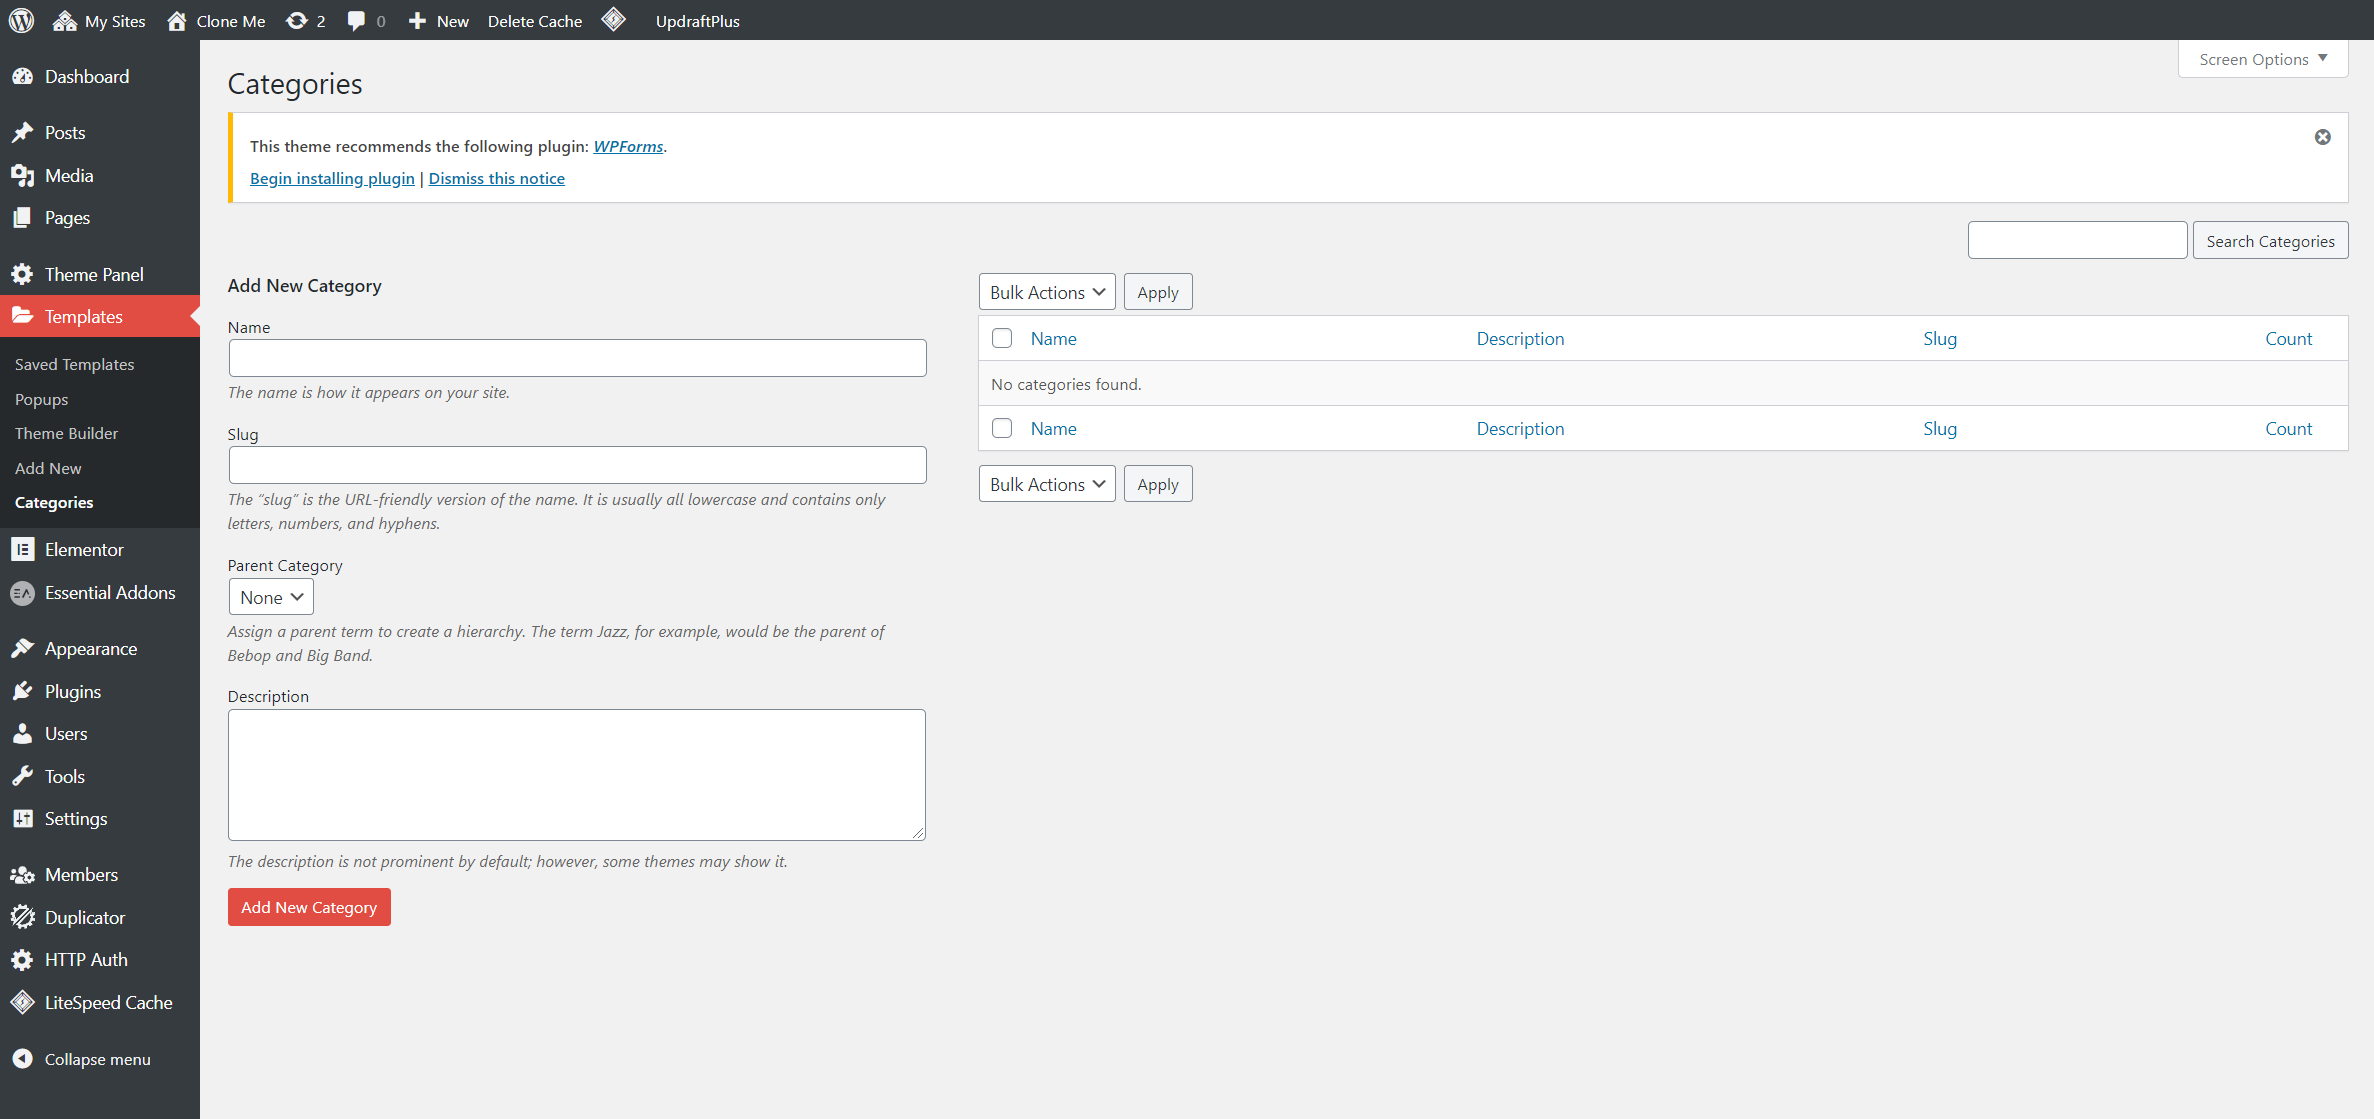 My Sites Clone Me 2 0 New Delete Cache UpdraftPlus
Screen Options
Dashboard
Posts
Media
Pages
Theme Panel
Templates
Saved Templates
Popups
Theme Builder
Add New
Categories
Elementor
Essential Addons
Appearance
Plugins
Users
Tools
Settings
Members
Duplicator
HTTP Auth
LiteSpeed Cache
Collapse menu
Categories
This theme recommends the following plugin: WPForms.
Begin installing plugin | Dismiss this notice
Search Categories
Add New Category
Name
The name is how it appears on your site.
Slug
The “slug” is the URL-friendly version of the name. It is usually all lowercase and contains only
letters, numbers, and hyphens.
Parent Category
None
Assign a parent term to create a hierarchy. The term Jazz, for example, would be the parent of
Bebop and Big Band.
Description
The description is not prominent by default; however, some themes may show it.
Add New Category
Bulk Actions Apply
Name Description Slug Count
No categories found.
Name Description Slug Count
Bulk Actions Apply